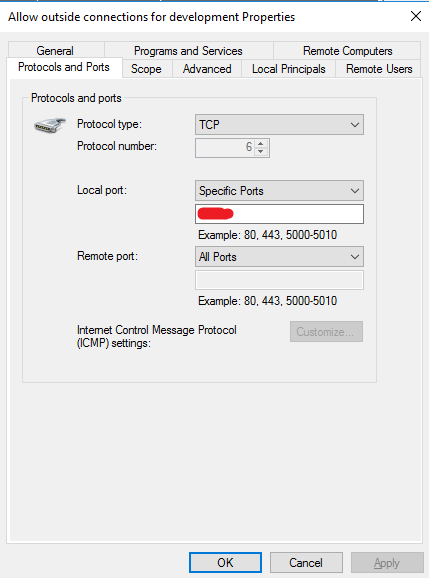 Allow outside connections for development Properties
General Programs and Services Remote Computers
Protocols and Ports Scope Advanced Local Principals Remote Users
Protocols and ports
Protocol type: TCP
Protocol number: 6
Local port: Specific Ports
Example: 80, 443, 5000-5010
Remote port: All Ports
Example: 80, 443, 5000-5010
Internet Control Message Protocol
(ICMP) settings: Customize...
OK Cancel Apply